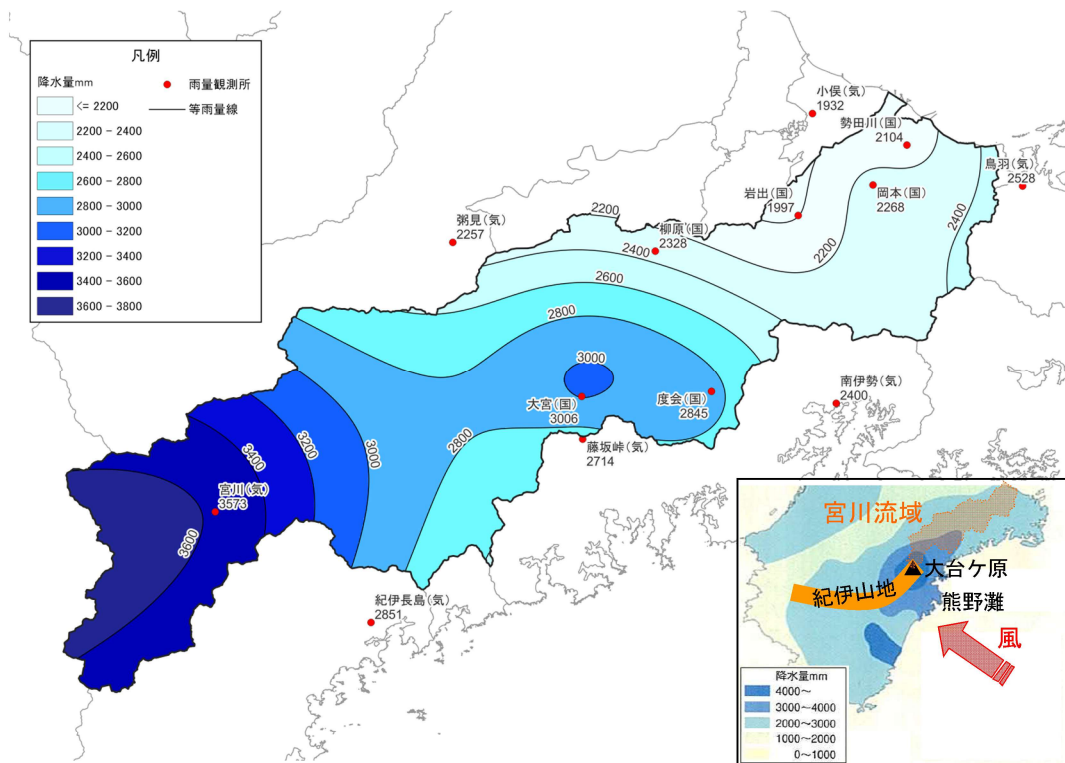 凡例
降水量mm
<= 2200
2200 - 2400
2400 - 2600
2600 - 2800
2800 - 3000
3000 - 3200
3200 - 3400
3400 - 3600
3600 - 3800
雨量観測所
等雨量線
小俣(気)
1932
勢田川(国)
2104
鳥羽(気)
2528
岡本(国)
2268
岩出(国)
1997
粥見(気)
2257
柳原(国)
2328
2200
2400
2600
2800
3000
2200
2400
大宮(国)
3006
度会(国)
2845
南伊勢(気)
2400
藤坂峠(気)
2714
2800
3000
3200
3400
宮川(気)
3573
3600
紀伊長島(気)
2851
宮川流域
大台ケ原
紀伊山地
熊野灘
風
降水量mm
4000～
3000～4000
2000～3000
1000～2000
0～1000